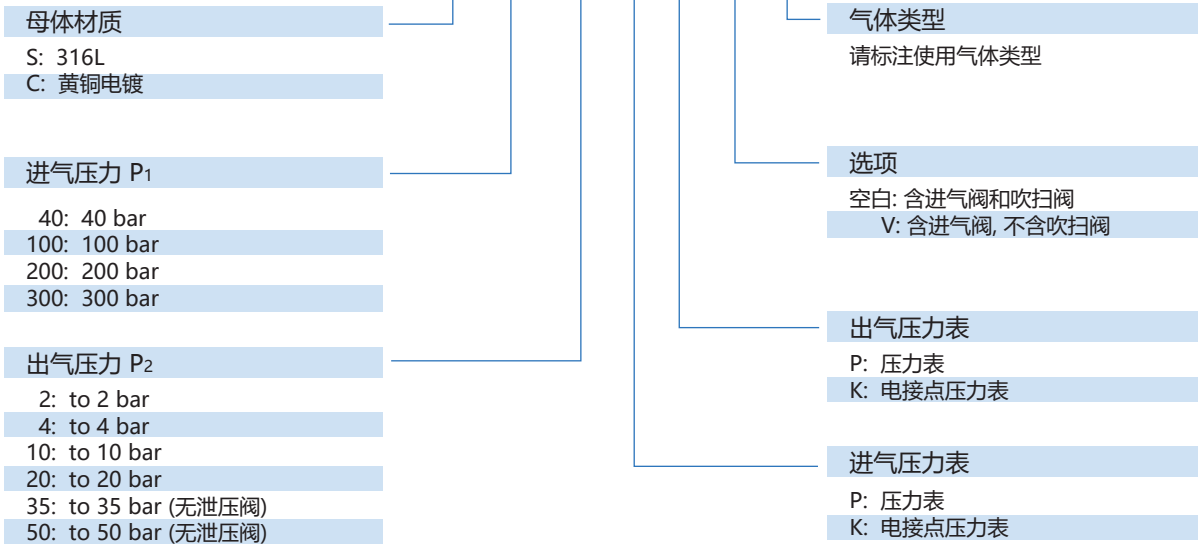 母体材质
S: 316L
C: 黄铜电镀
进气压力 P1
40: 40 bar
100: 100 bar
200: 200 bar
300: 300 bar
出气压力 P2
2: to 2 bar
4: to 4 bar
10: to 10 bar
20: to 20 bar
35: to 35 bar (无泄压阀)
50: to 50 bar (无泄压阀)
气体类型
请标注使用气体类型
选项
空白: 含进气阀和吹扫阀
V: 含进气阀, 不含吹扫阀
出气压力表
P: 压力表
K: 电接点压力表
进气压力表
P: 压力表
K: 电接点压力表